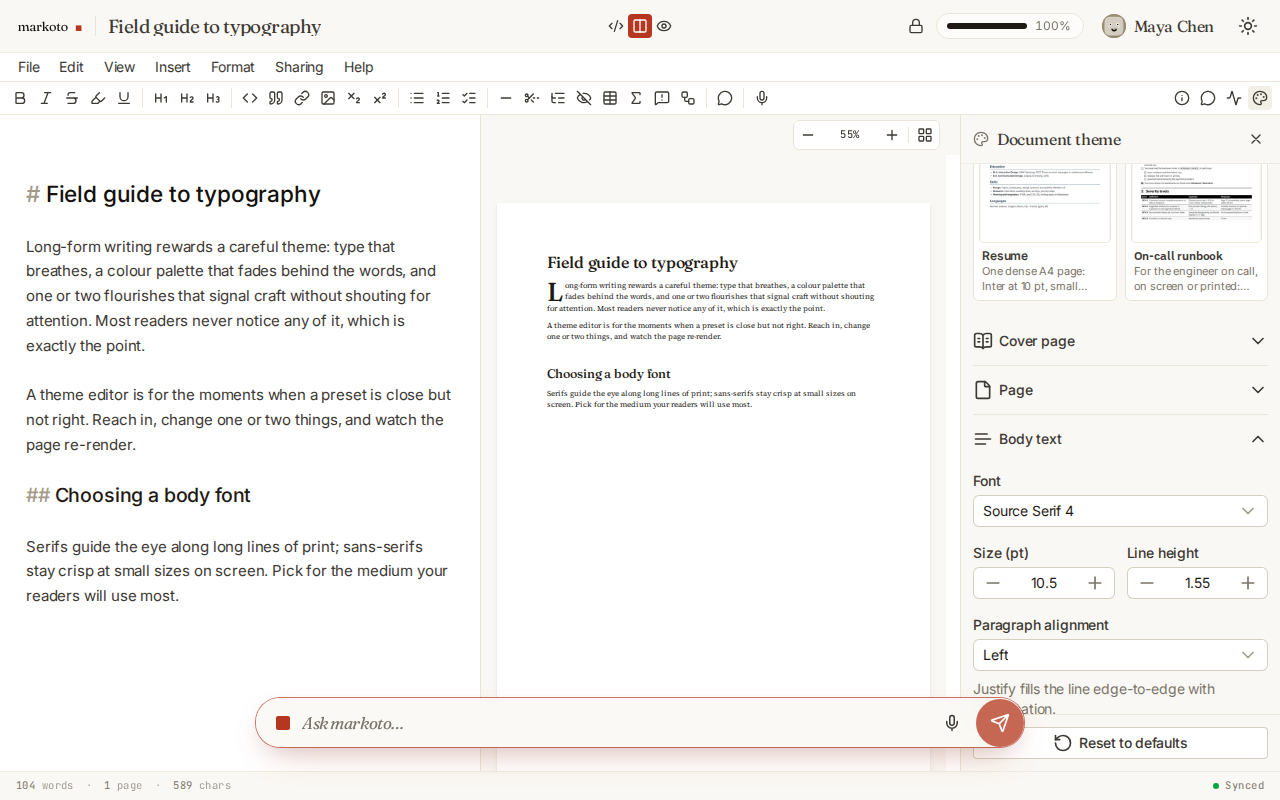 markoto
Field guide to typography
100%
Maya Chen
File Edit View Insert Format Sharing Help
H1 H2 H3
55%
# Field guide to typography
Long-form writing rewards a careful theme: type that
breathes, a colour palette that fades behind the words, and
one or two flourishes that signal craft without shouting for
attention. Most readers never notice any of it, which is
exactly the point.
A theme editor is for the moments when a preset is close but
not right. Reach in, change one or two things, and watch the
page re-render.
## Choosing a body font
Serifs guide the eye along long lines of print; sans-serifs
stay crisp at small sizes on screen. Pick for the medium your
readers will use most.
Field guide to typography
Long-form writing rewards a careful theme: type that breathes, a colour palette that
fades behind the words, and one or two flourishes that signal craft without shouting
for attention. Most readers never notice any of it, which is exactly the point.
A theme editor is for the moments when a preset is close but not right. Reach in, change
one or two things, and watch the page re-render.
Choosing a body font
Serifs guide the eye along long lines of print; sans-serifs stay crisp at small sizes on
screen. Pick for the medium your readers will use most.
Document theme
Resume
One dense A4 page:
Inter at 10 pt, small...
On-call runbook
For the engineer on call,
on screen or printed:...
Cover page
Page
Body text
Font
Source Serif 4
Size (pt)
10.5
Line height
1.55
Paragraph alignment
Left
Justify fills the line edge-to-edge with
Reset to defaults
Ask markoto...
104 words · 1 page · 589 chars
Synced